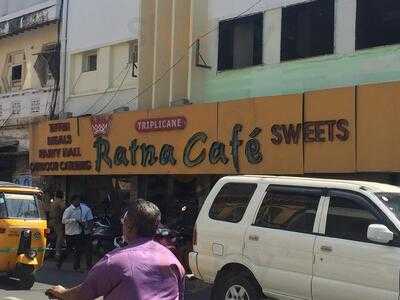 TIFFIN
MEALS
PARTY HALL
OUTDOOR CATERING
TRIPLICANE
Ratna Café
SWEETS